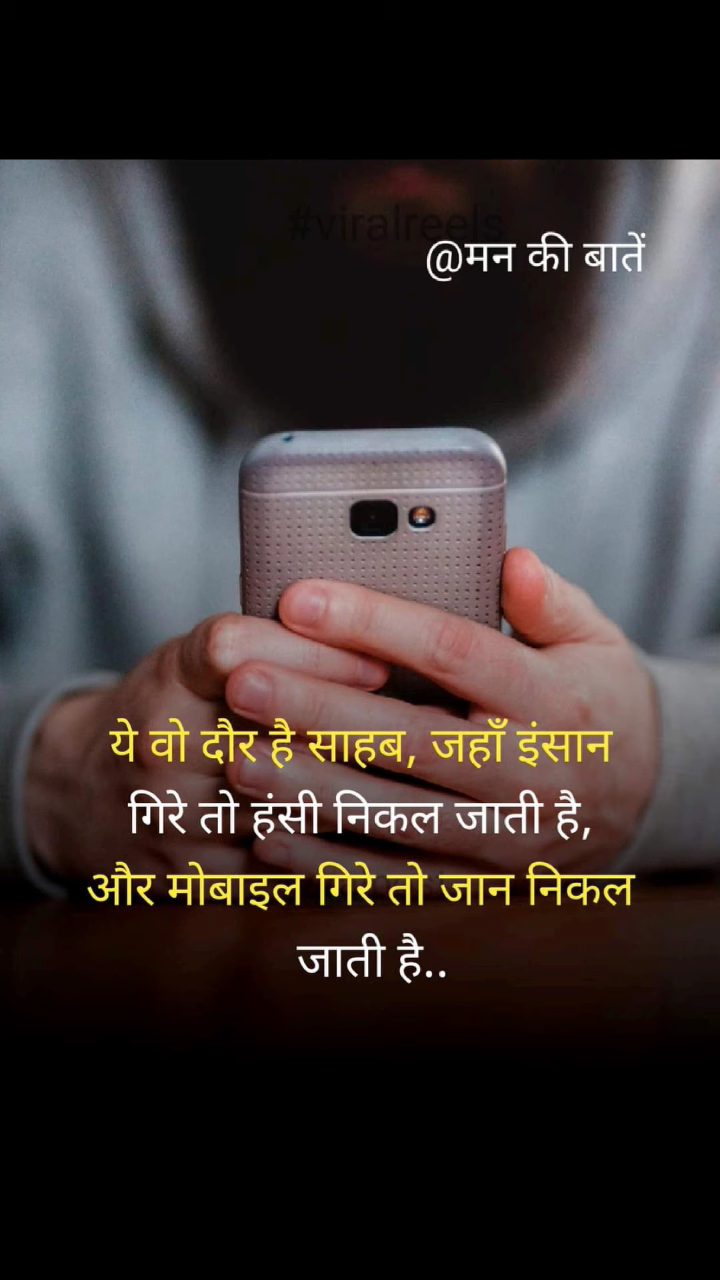 #viralreels
@मन की बातें
ये वो दौर है साहब, जहाँ इंसान
गिरे तो हंसी निकल जाती है,
और मोबाइल गिरे तो जान निकल
जाती है..